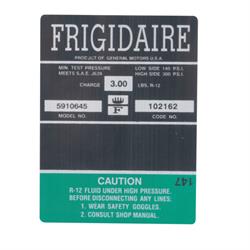 FRIGIDAIRE
PRODUCT OF GENERAL MOTORS U.S.A.
MIN. TEST PRESSURE LOW SIDE 140 P.S.I.
MEETS S.A.E. J639 HIGH SIDE 300 P.S.I.
CHARGE 3.00 LBS. R-12
5910645 F 102162
MODEL NO. CODE NO.
147
CAUTION
R-12 FLUID UNDER HIGH PRESSURE.
BEFORE DISCONNECTING ANY LINES:
1. WEAR SAFETY GOGGLES.
2. CONSULT SHOP MANUAL.